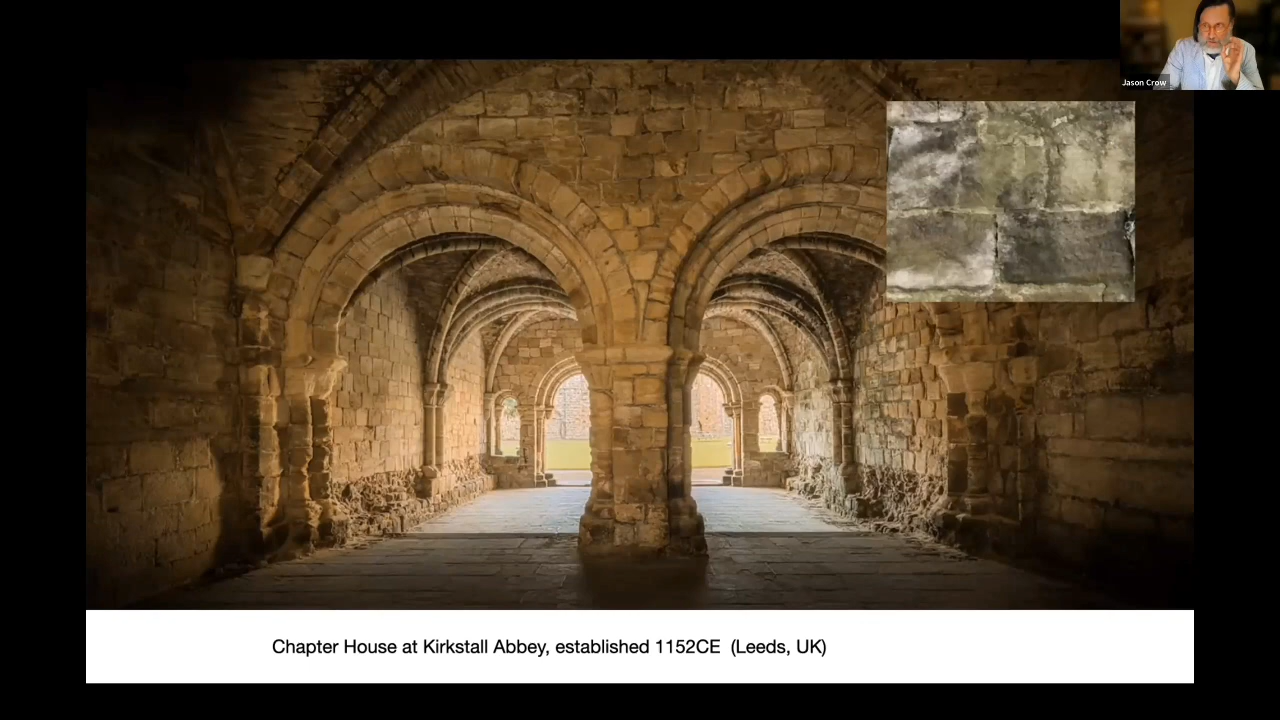 Jason Crow
Chapter House at Kirkstall Abbey, established 1152CE (Leeds, UK)